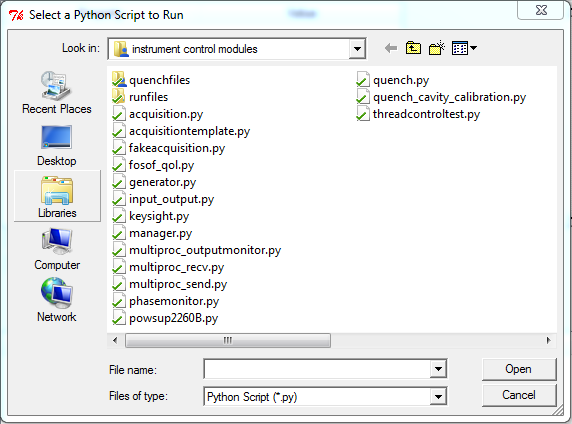 Select a Python Script to Run
Look in:
instrument control modules
Recent Places
Desktop
Libraries
Computer
Network
quenchfiles
runfiles
acquisition.py
acquisitiontemplate.py
fakeacquisition.py
fosof_qol.py
generator.py
input_output.py
keysight.py
manager.py
multiproc_outputmonitor.py
multiproc_recv.py
multiproc_send.py
phasemonitor.py
powsup2260B.py
quench.py
quench_cavity_calibration.py
threadcontroltest.py
File name:
Open
Files of type:
Python Script (*.py)
Cancel